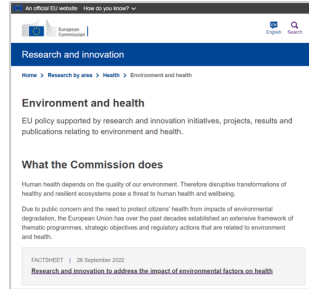 An official EU website How do you know?
European
Commission
EN
English Search
Research and innovation
Home > Research by area > Health > Environment and health
Environment and health
EU policy supported by research and innovation initiatives, projects, results and
publications relating to environment and health.
What the Commission does
Human health depends on the quality of our environment. Therefore disruptive transformations of
healthy and resilient ecosystems pose a threat to human health and wellbeing.
Due to public concern and the need to protect citizens' health from impacts of environmental
degradation, the European Union has over the past decades established an extensive framework of
thematic programmes, strategic objectives and regulatory actions that are related to environment
and health.
FACTSHEET | 26 September 2022
Research and innovation to address the impact of environmental factors on health